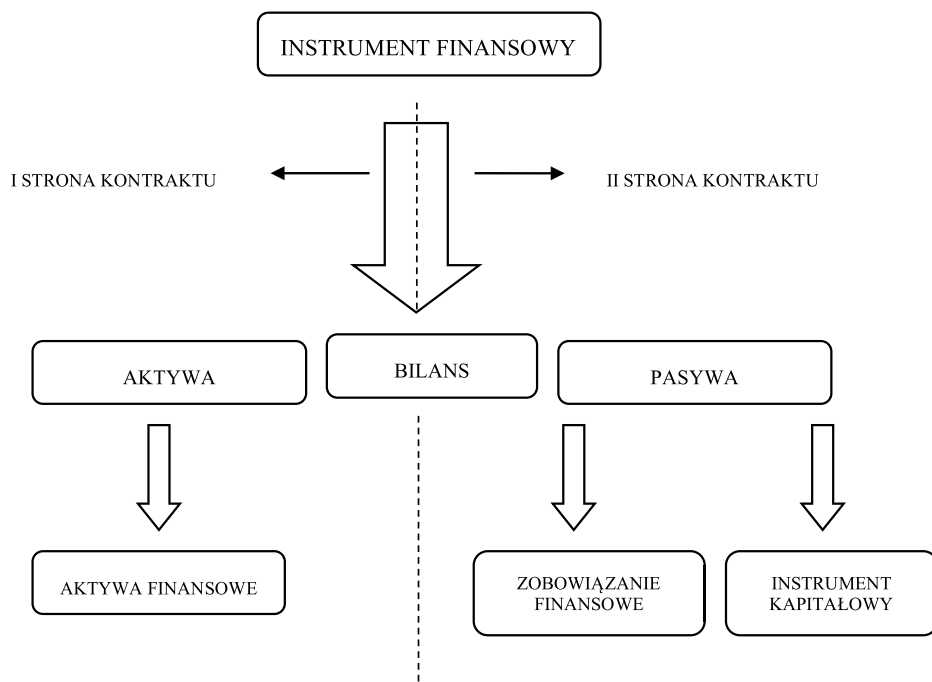 INSTRUMENT FINANSOWY
I STRONA KONTRAKTU
II STRONA KONTRAKTU
AKTYWA
BILANS
PASYWA
AKTYWA FINANSOWE
ZOBOWIĄZANIE
FINANSOWE
INSTRUMENT
KAPITAŁOWY